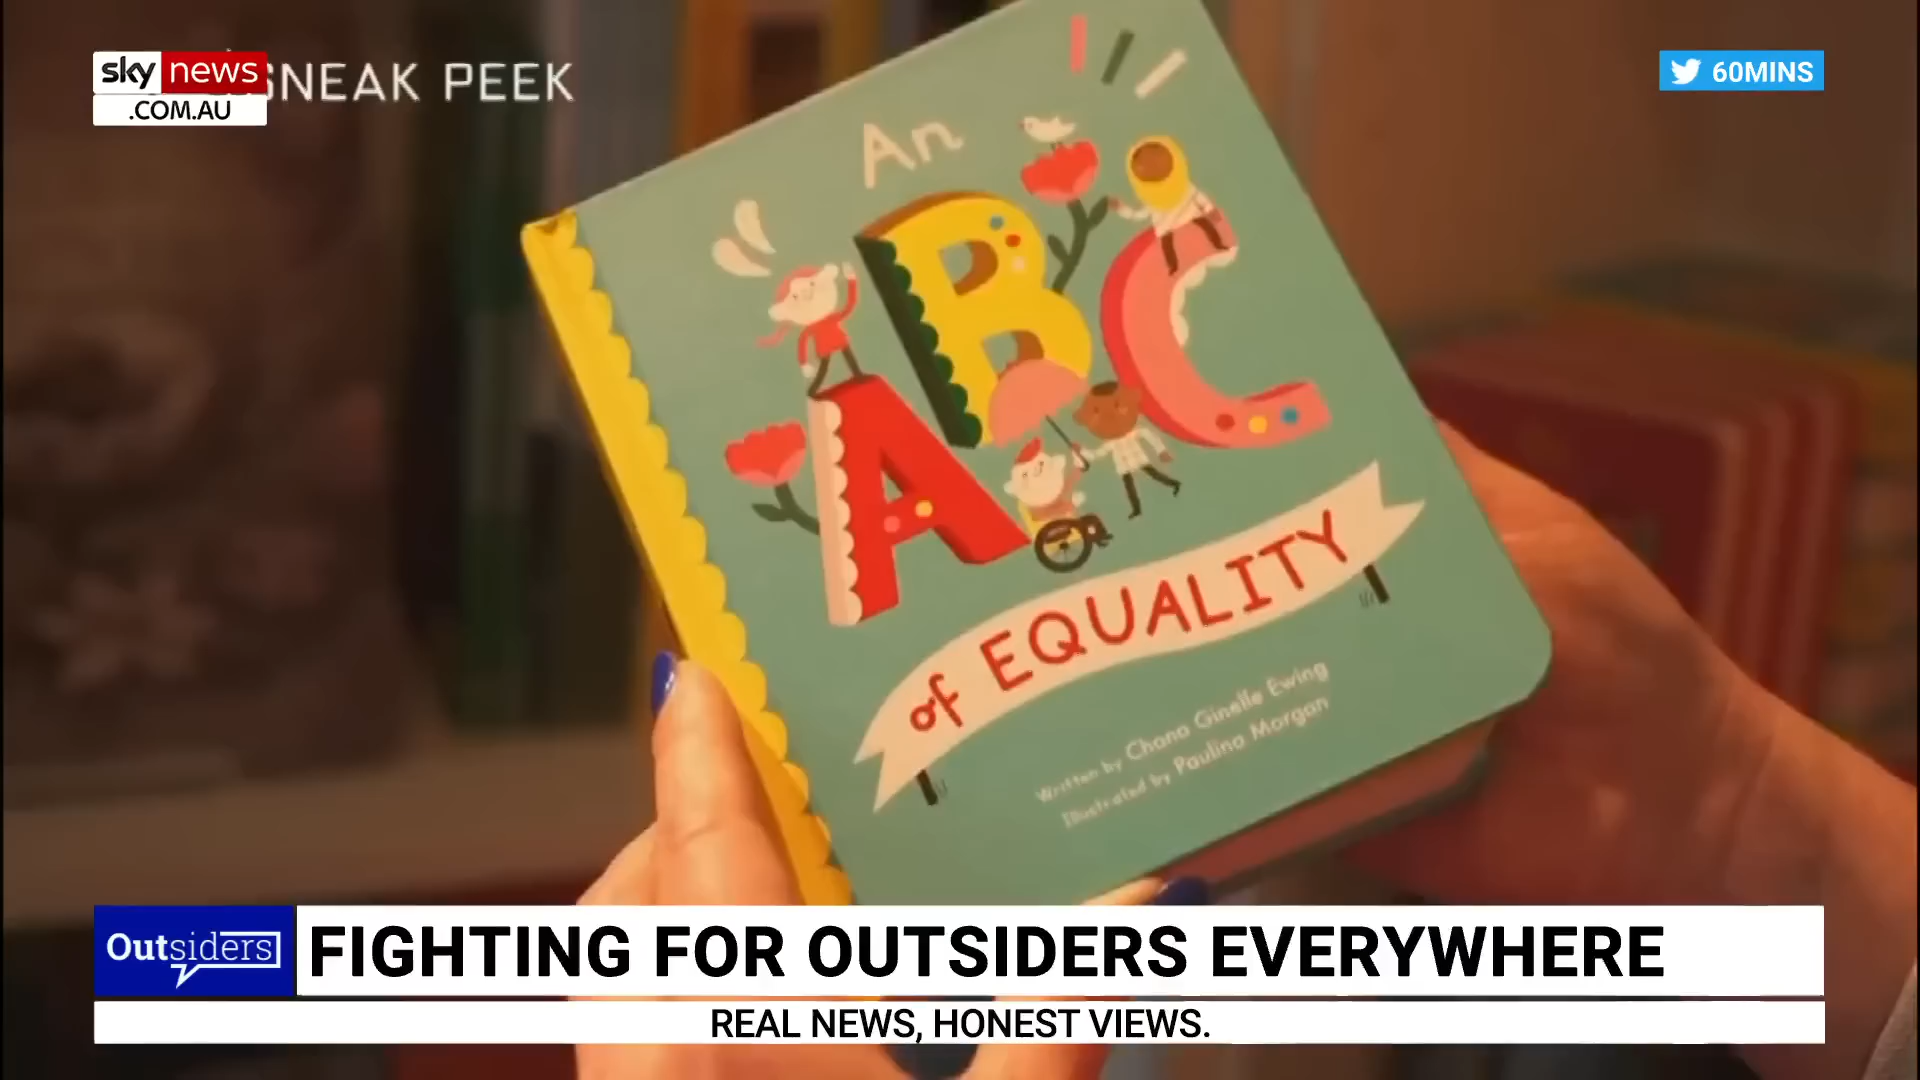 sky news
.COM.AU
SNEAK PEEK
60MINS
An
ABC
of EQUALITY
Written by Chana Ginelle Ewing
Illustrated by Paulina Morgan
Outsiders
FIGHTING FOR OUTSIDERS EVERYWHERE
REAL NEWS, HONEST VIEWS.